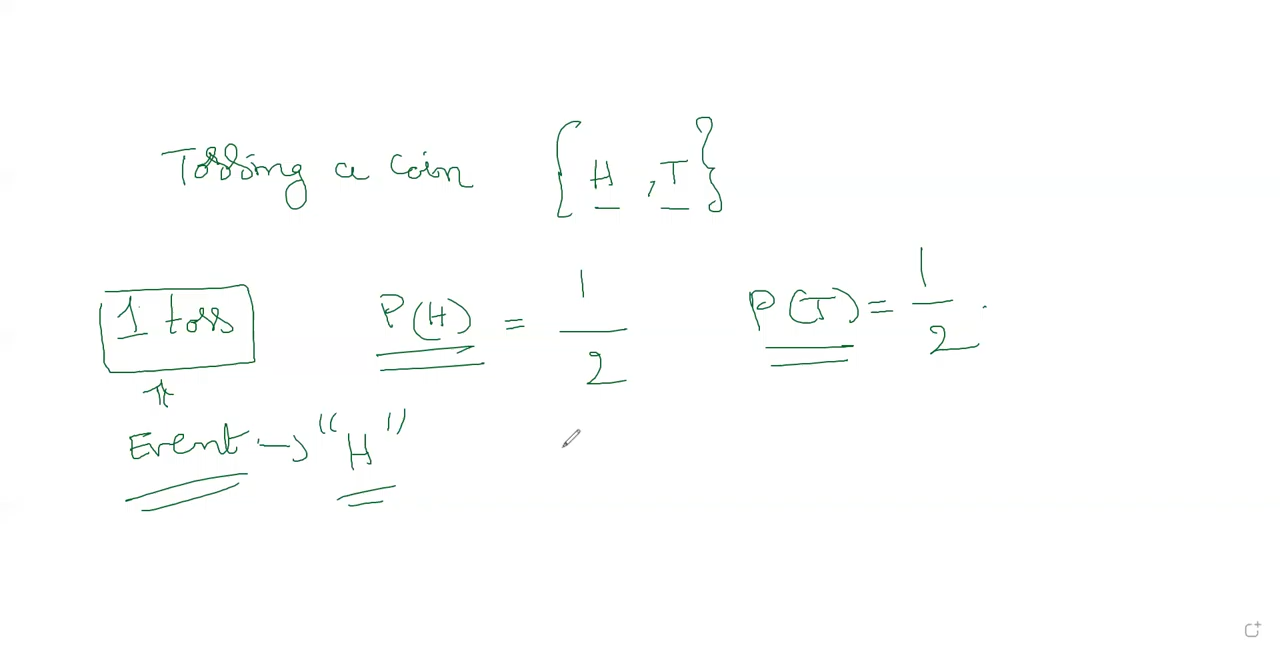 Tossing a coin {H, T}
1 toss P(H) = 1/2 P(T) = 1/2.
Event → "H"